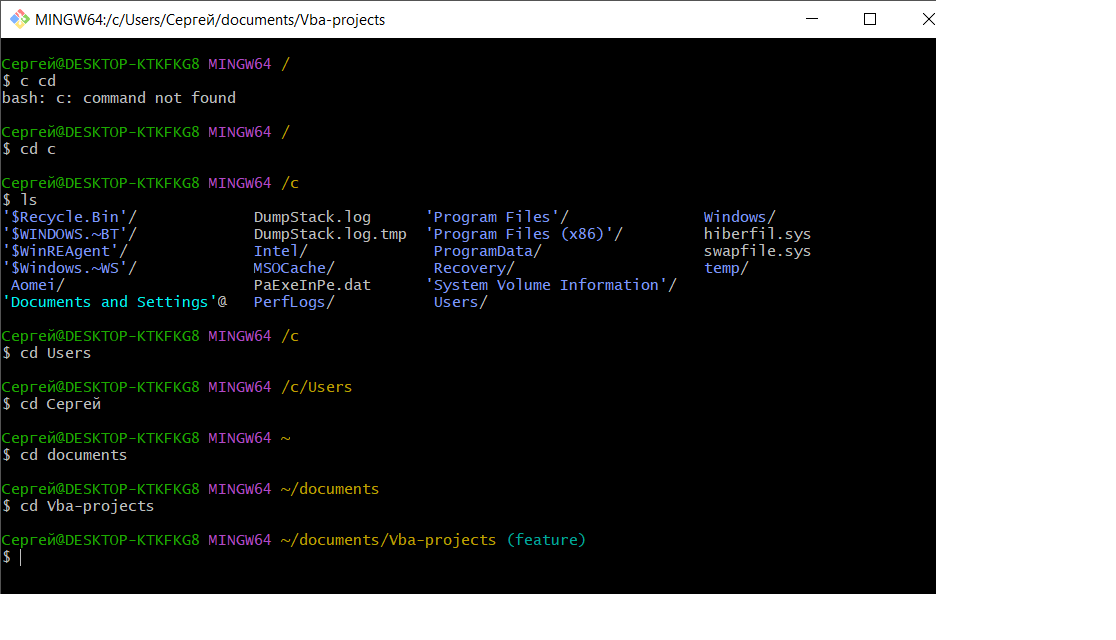 MINGW64:/c/Users/Сергей/documents/Vba-projects
Сергей@DESKTOP-KTKFKG8 MINGW64 /
$ c cd
bash: c: command not found
Сергей@DESKTOP-KTKFKG8 MINGW64 /
$ cd c
Сергей@DESKTOP-KTKFKG8 MINGW64 /c
$ ls
'$Recycle.Bin'/ DumpStack.log 'Program Files'/ Windows/
'$WINDOWS.~BT'/ DumpStack.log.tmp 'Program Files (x86)'/ hiberfil.sys
'$WinREAgent'/ Intel/ ProgramData/ swapfile.sys
'$Windows.~WS'/ MSOCache/ Recovery/ temp/
Aomei/ PaExeInPe.dat 'System Volume Information'/
'Documents and Settings'@ PerfLogs/ Users/
Сергей@DESKTOP-KTKFKG8 MINGW64 /c
$ cd Users
Сергей@DESKTOP-KTKFKG8 MINGW64 /c/Users
$ cd Сергей
Сергей@DESKTOP-KTKFKG8 MINGW64 ~
$ cd documents
Сергей@DESKTOP-KTKFKG8 MINGW64 ~/documents
$ cd Vba-projects
Сергей@DESKTOP-KTKFKG8 MINGW64 ~/documents/Vba-projects (feature)
$